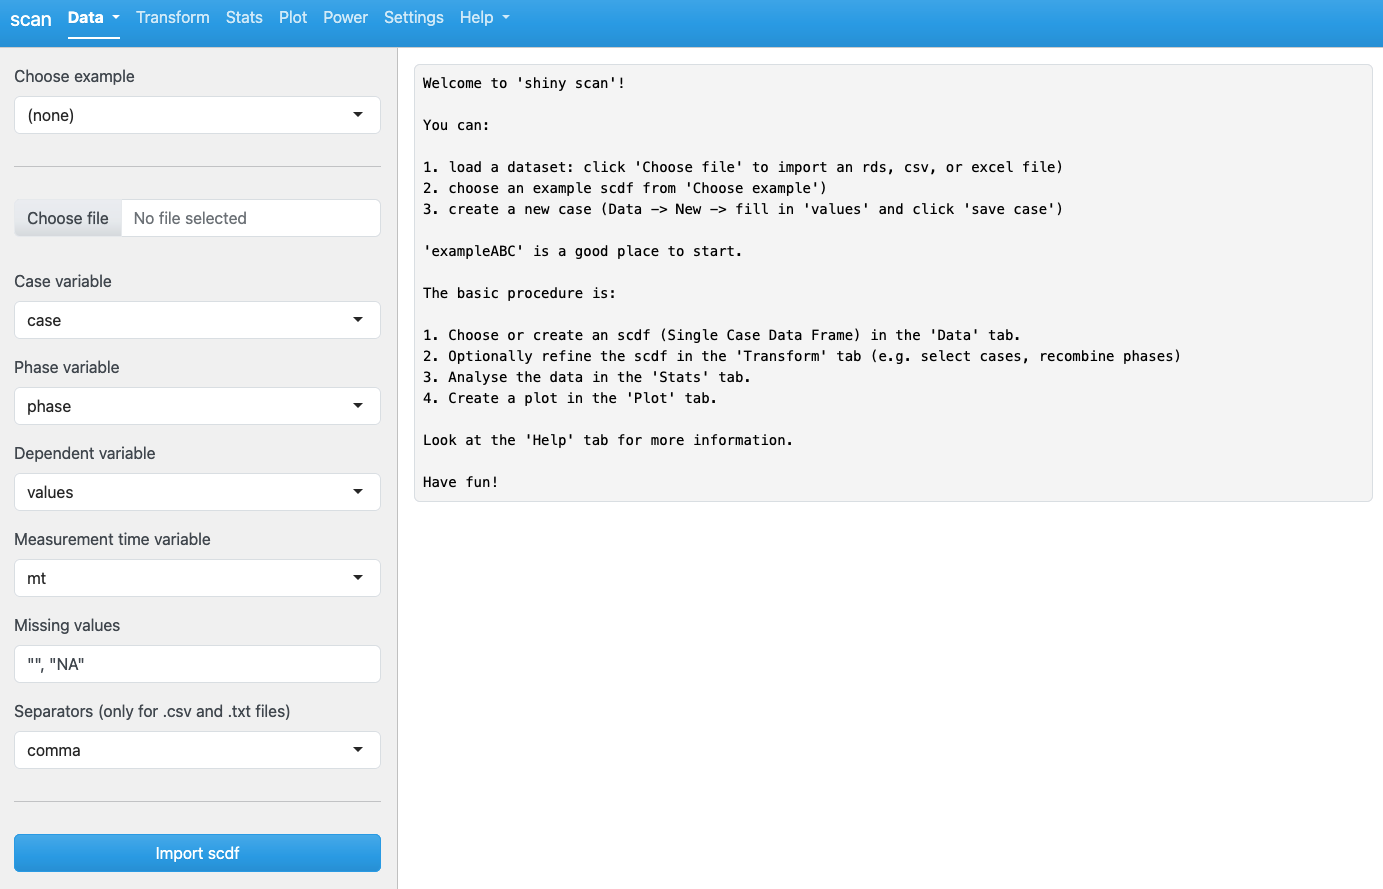 scan Data Transform Stats Plot Power Settings Help
Choose example
(none)
Choose file No file selected
Case variable
case
Phase variable
phase
Dependent variable
values
Measurement time variable
mt
Missing values
"", "NA"
Separators (only for .csv and .txt files)
comma
Import scdf
Welcome to 'shiny scan'!
You can:
1. load a dataset: click 'Choose file' to import an rds, csv, or excel file)
2. choose an example scdf from 'Choose example')
3. create a new case (Data -> New -> fill in 'values' and click 'save case')
'exampleABC' is a good place to start.
The basic procedure is:
1. Choose or create an scdf (Single Case Data Frame) in the 'Data' tab.
2. Optionally refine the scdf in the 'Transform' tab (e.g. select cases, recombine phases)
3. Analyse the data in the 'Stats' tab.
4. Create a plot in the 'Plot' tab.
Look at the 'Help' tab for more information.
Have fun!